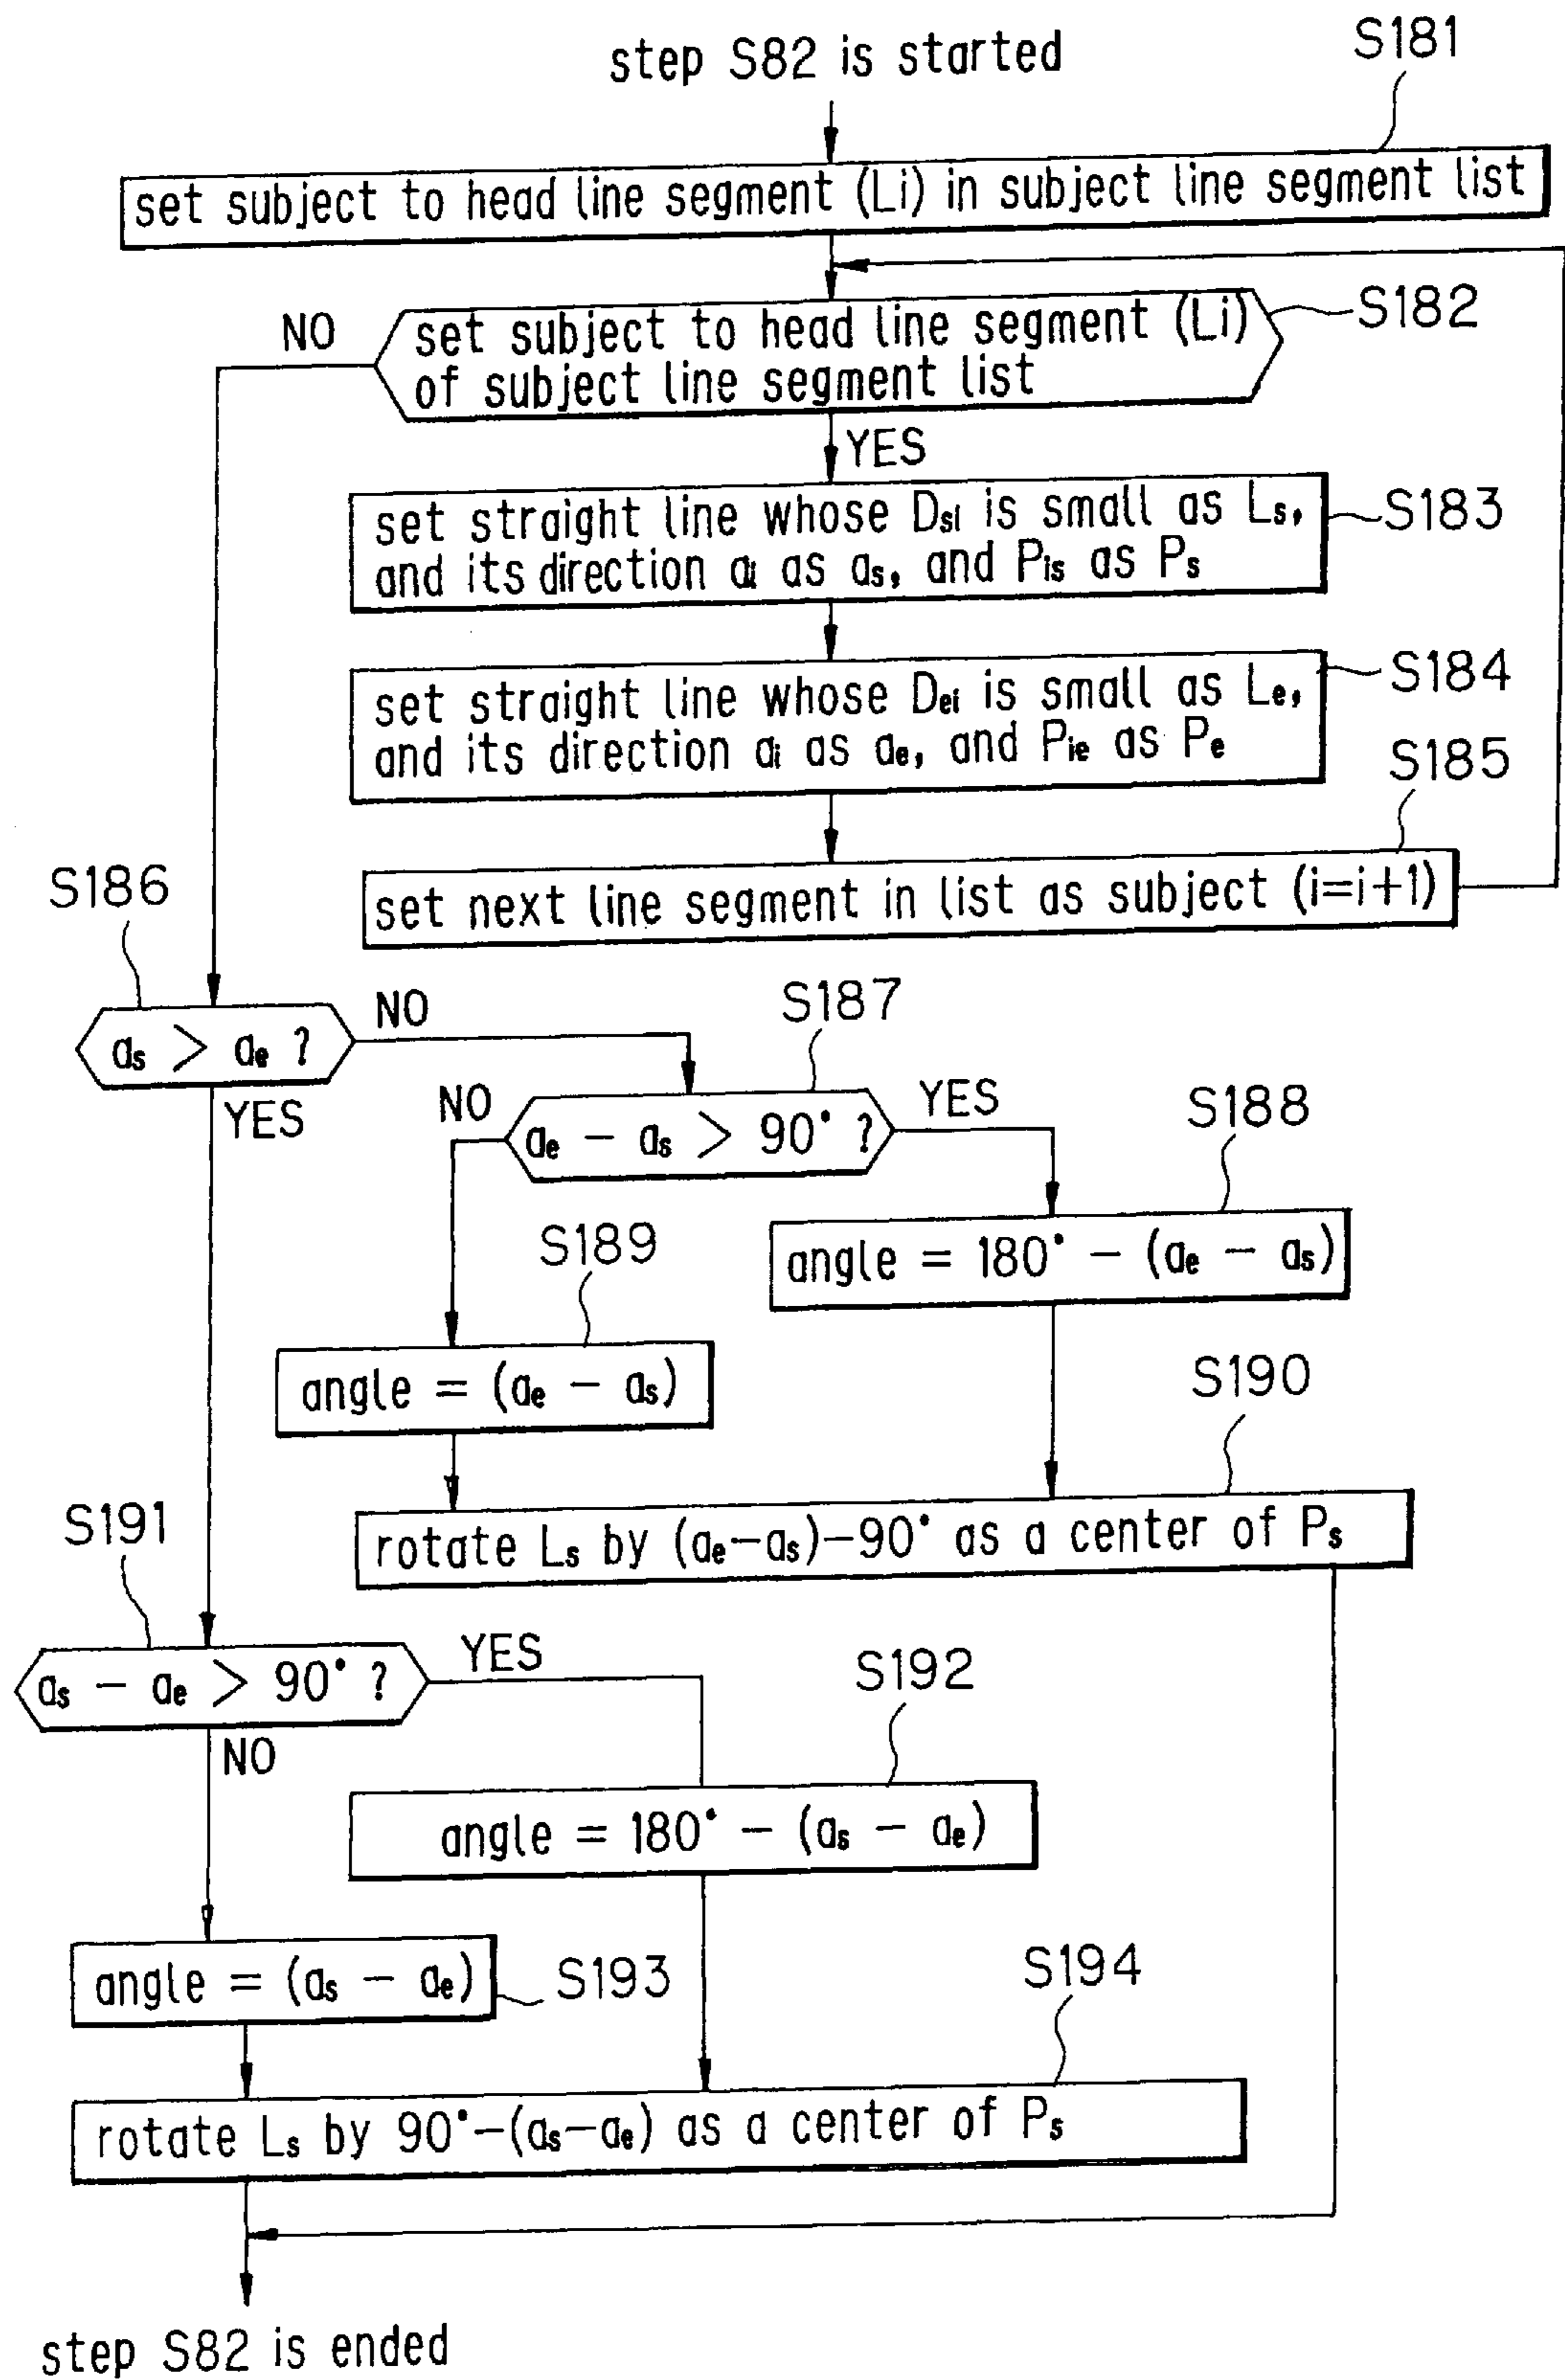 step S82 is started
S181
set subject to head line segment (Li) in subject line segment list
NO
set subject to head line segment (Li)
of subject line segment list
S182
YES
set straight line whose Dsi is small as Ls,
and its direction ai as as, and Pis as Ps
S183
set straight line whose Dei is small as Le,
and its direction ai as ae, and Pie as Pe
S184
S185
set next line segment in list as subject (i=i+1)
S186
as > ae ?
NO
YES
S187
NO
ae - as > 90° ?
YES
S188
angle = 180° - (ae - as)
S189
angle = (ae - as)
S190
rotate Ls by (ae-as)-90° as a center of Ps
S191
as - ae > 90° ?
YES
NO
S192
angle = 180° - (as - ae)
angle = (as - ae)
S193
S194
rotate Ls by 90°-(as-ae) as a center of Ps
step S82 is ended